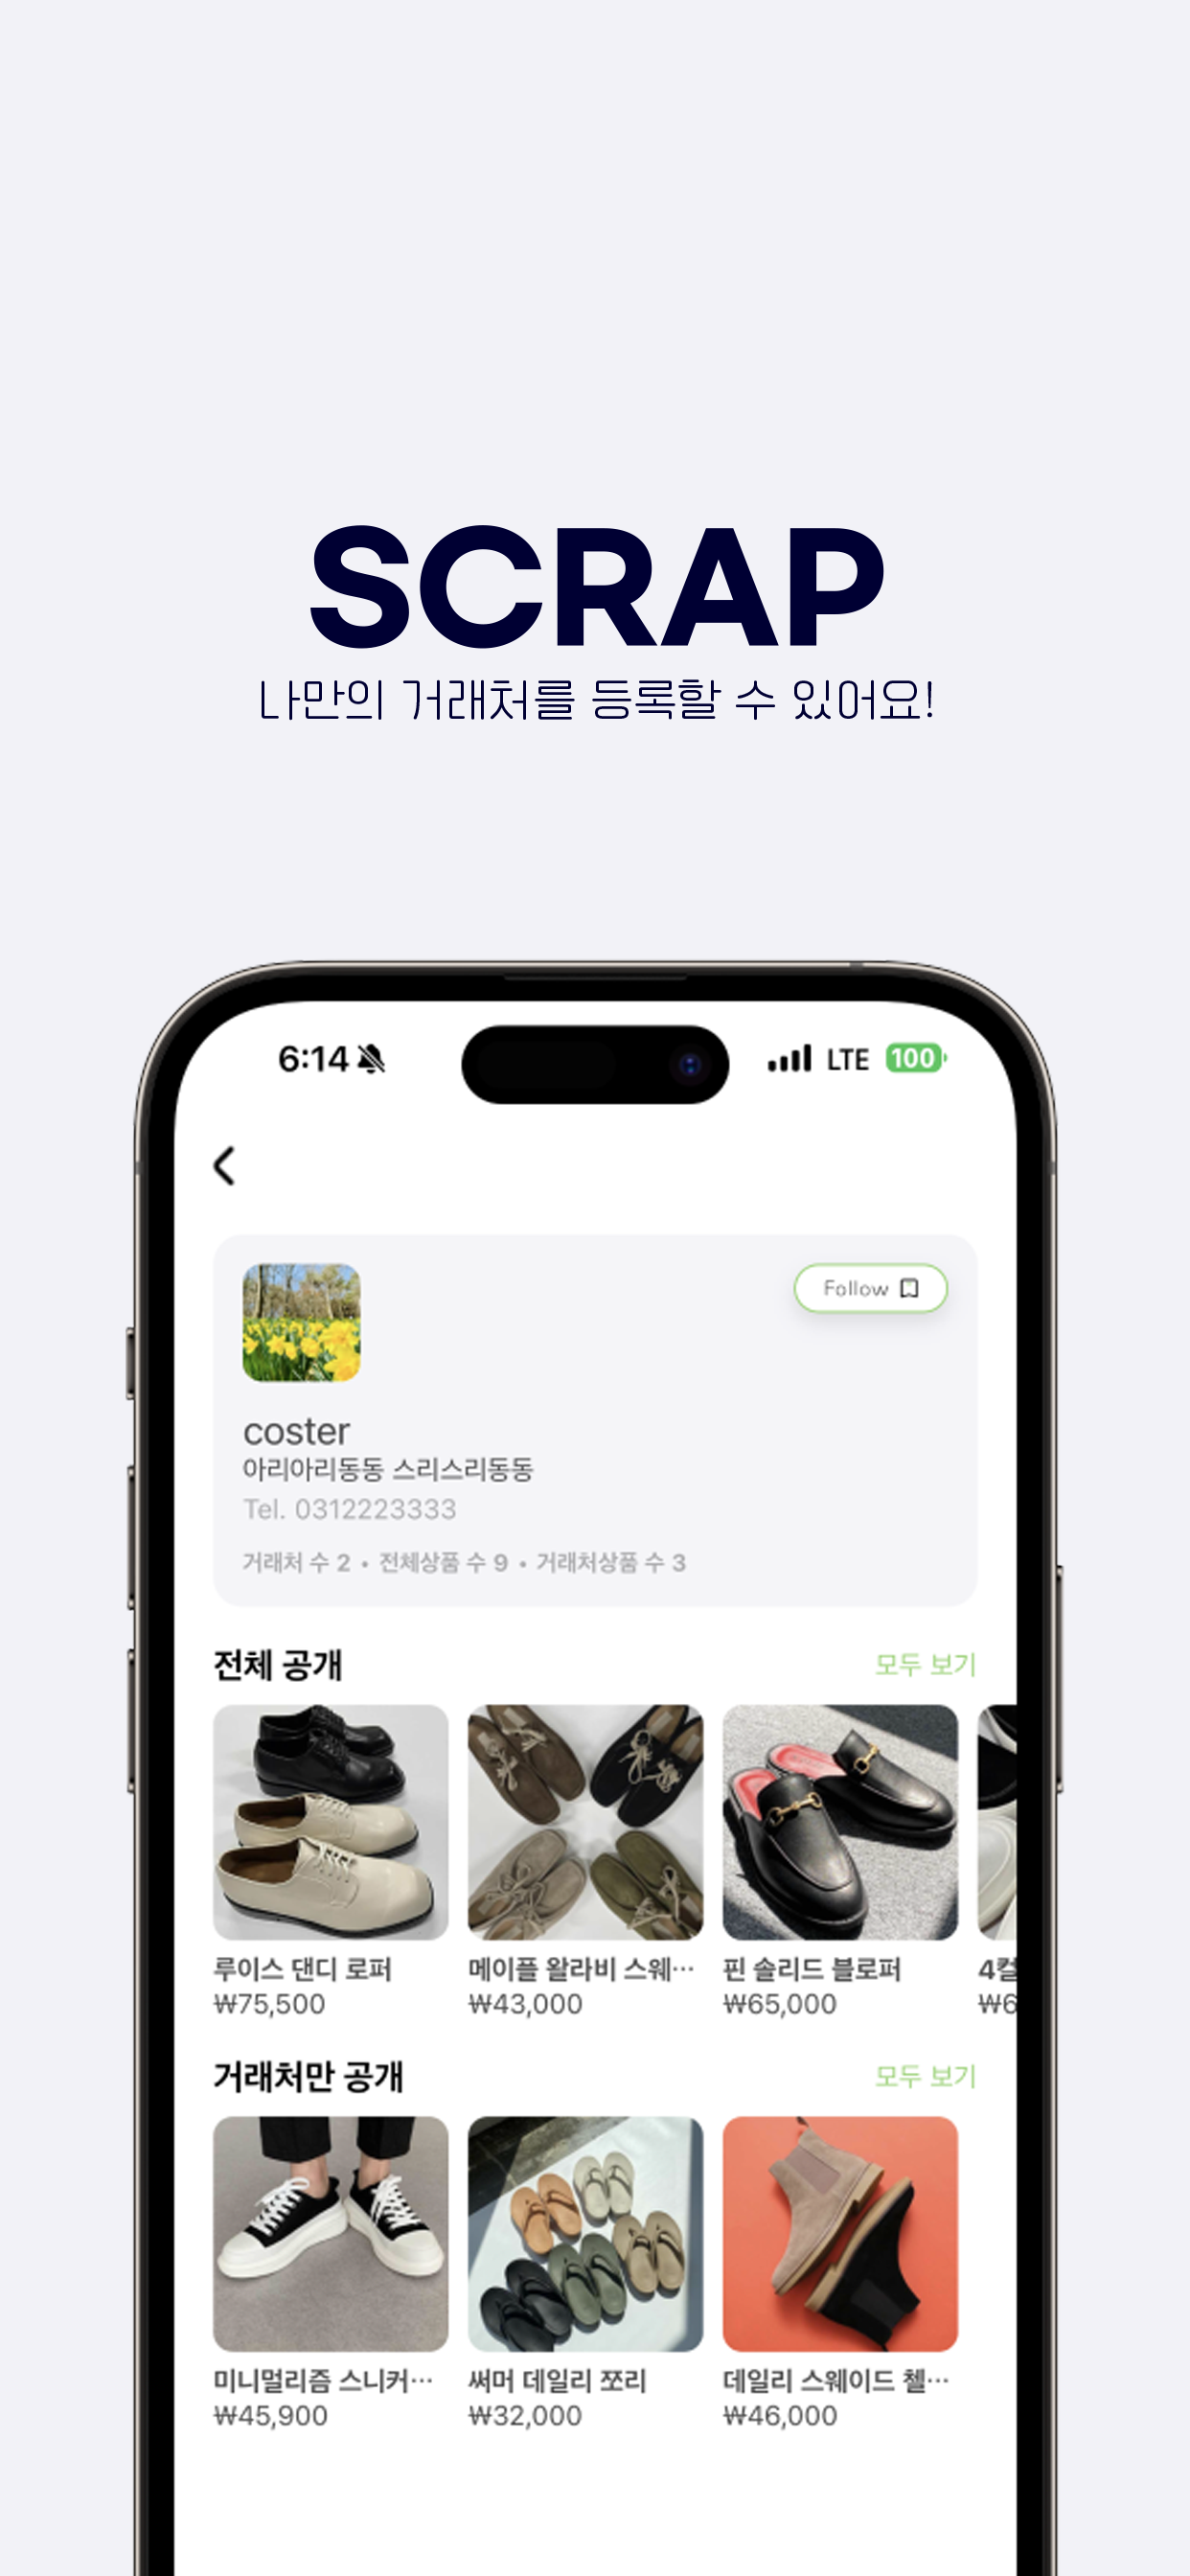 SCRAP
나만의 거래처를 등록할 수 있어요!
6:14 LTE 100
Follow
coster
아리아리동동 스리스리동동
Tel. 0312223333
거래처 수 2 • 전체상품 수 9 • 거래처상품 수 3
전체 공개 모두 보기
루이스 댄디 로퍼 메이플 왈라비 스웨... 핀 솔리드 블로퍼 4컬
₩75,500 ₩43,000 ₩65,000 ₩6
거래처만 공개 모두 보기
미니멀리즘 스니커... 써머 데일리 쪼리 데일리 스웨이드 첼...
₩45,900 ₩32,000 ₩46,000